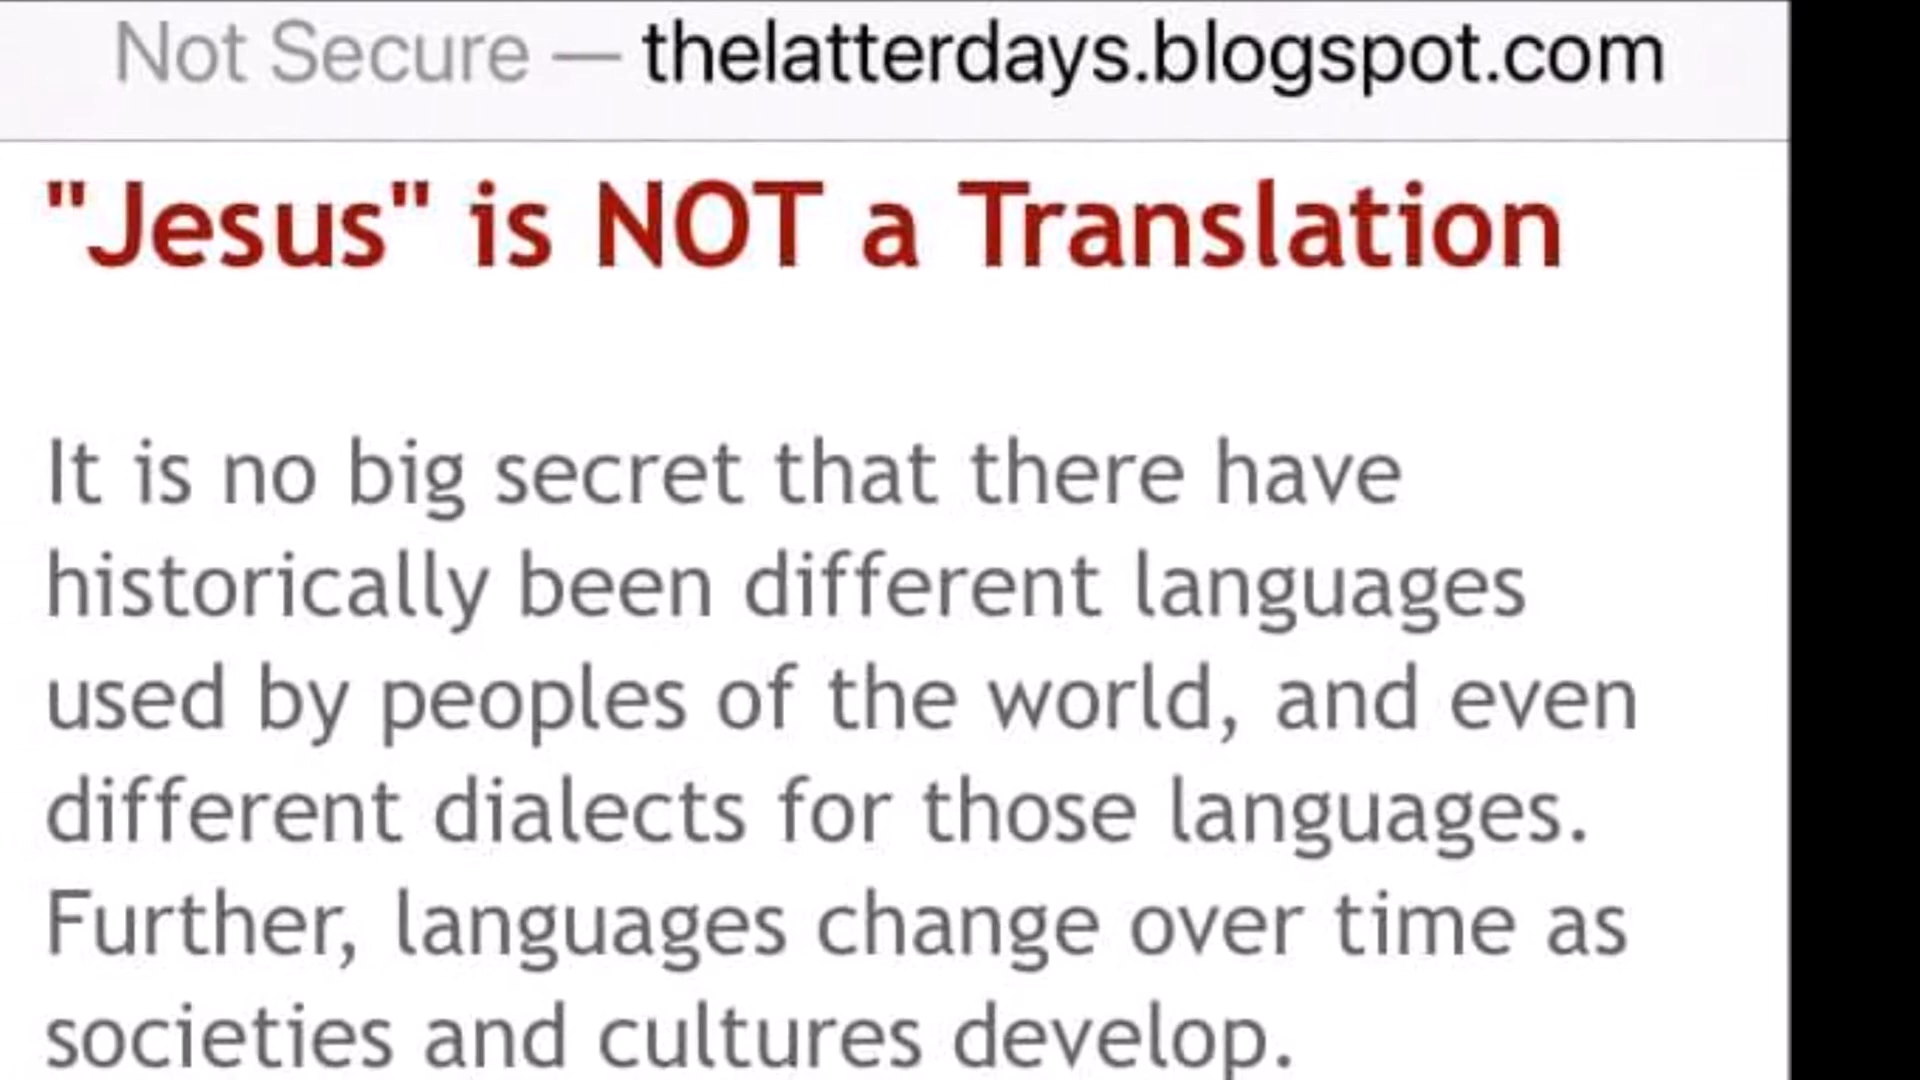 Not Secure — thelatterdays.blogspot.com
"Jesus" is NOT a Translation
It is no big secret that there have
historically been different languages
used by peoples of the world, and even
different dialects for those languages.
Further, languages change over time as
societies and cultures develop.